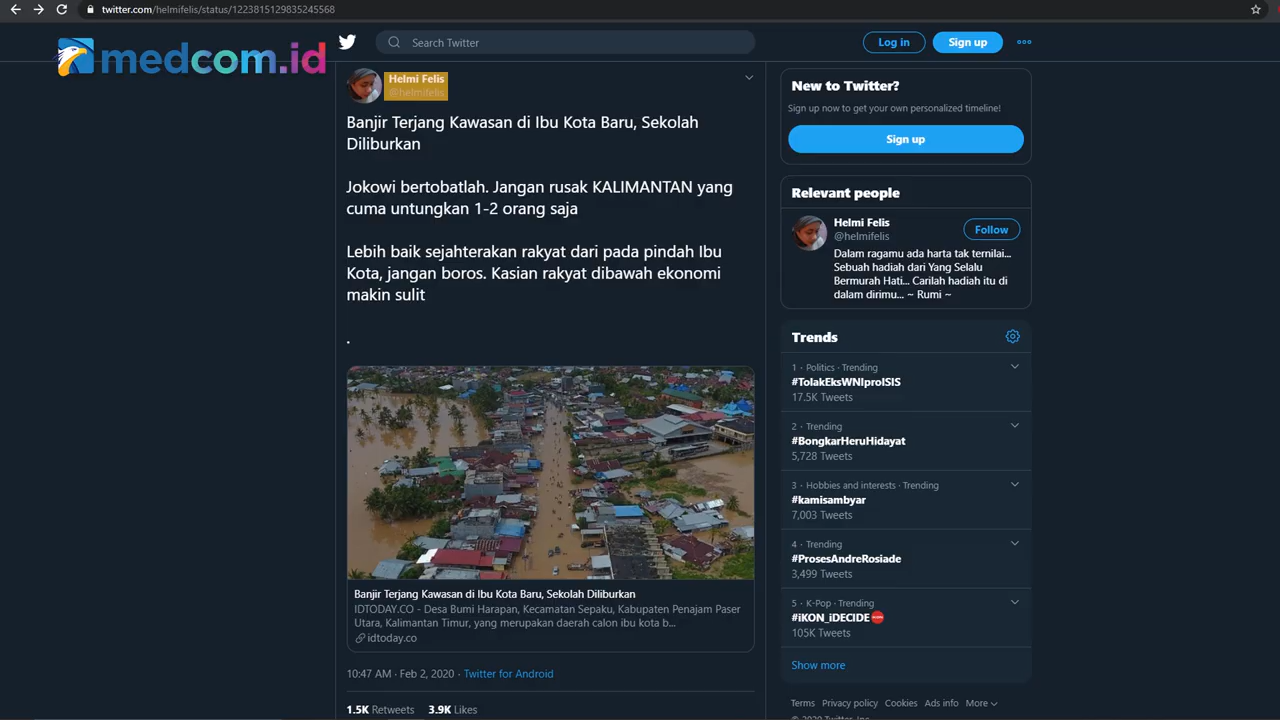 twitter.com/helmifelis/status/1223815129835245568
medcom.id
Search Twitter
Log in
Sign up
Helmi Felis
@helmifelis
Banjir Terjang Kawasan di Ibu Kota Baru, Sekolah
Diliburkan
Jokowi bertobatlah. Jangan rusak KALIMANTAN yang
cuma untungkan 1-2 orang saja
Lebih baik sejahterakan rakyat dari pada pindah Ibu
Kota, jangan boros. Kasian rakyat dibawah ekonomi
makin sulit
.
Banjir Terjang Kawasan di Ibu Kota Baru, Sekolah Diliburkan
IDTODAY.CO - Desa Bumi Harapan, Kecamatan Sepaku, Kabupaten Penajam Paser
Utara, Kalimantan Timur, yang merupakan daerah calon ibu kota b...
idtoday.co
10:47 AM · Feb 2, 2020 · Twitter for Android
1.5K Retweets 3.9K Likes
New to Twitter?
Sign up now to get your own personalized timeline!
Sign up
Relevant people
Helmi Felis
@helmifelis
Follow
Dalam ragamu ada harta tak ternilai...
Sebuah hadiah dari Yang Selalu
Bermurah Hati... Carilah hadiah itu di
dalam dirimu... ~ Rumi ~
Trends
1 · Politics · Trending
#TolakEksWNIproISIS
17.5K Tweets
2 · Trending
#BongkarHeruHidayat
5,728 Tweets
3 · Hobbies and interests · Trending
#kamisambyar
7,003 Tweets
4 · Trending
#ProsesAndreRosiade
3,499 Tweets
5 · K-Pop · Trending
#iKON_iDECIDE
105K Tweets
Show more
Terms Privacy policy Cookies Ads info More
© 2020 Twitter, Inc.